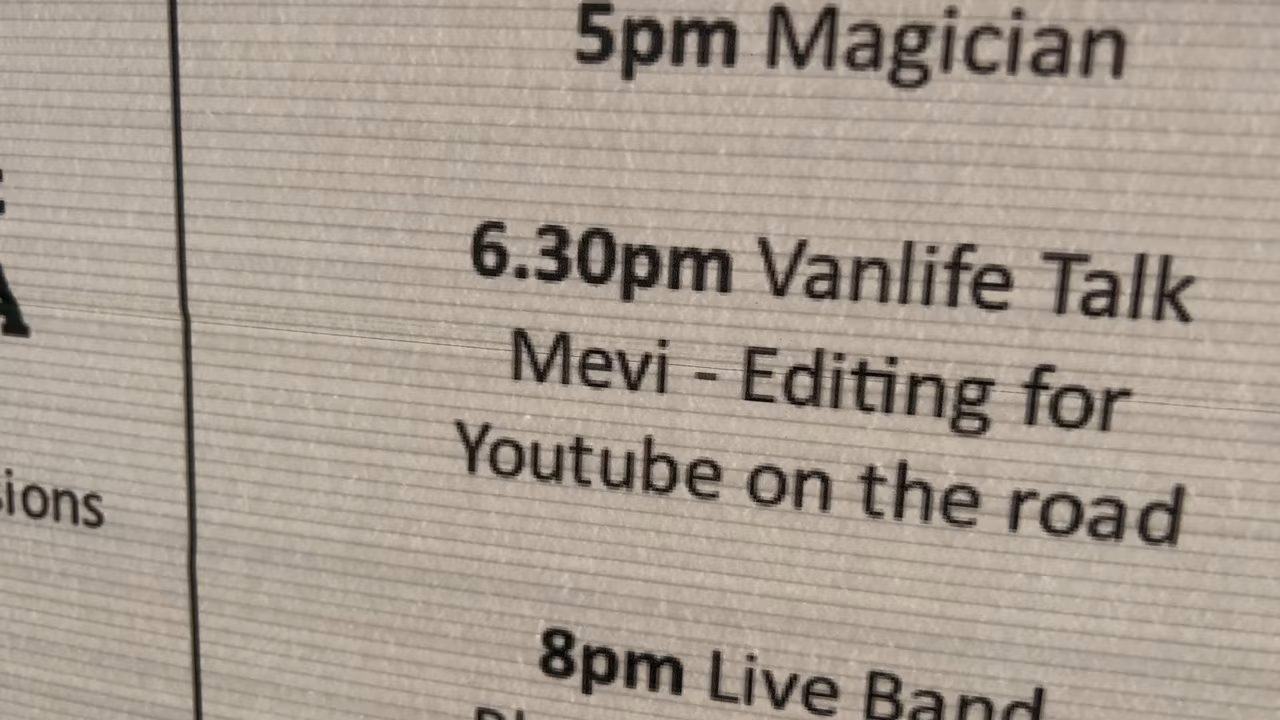 5pm Magician
6.30pm Vanlife Talk
Mevi - Editing for
Youtube on the road
8pm Live Band